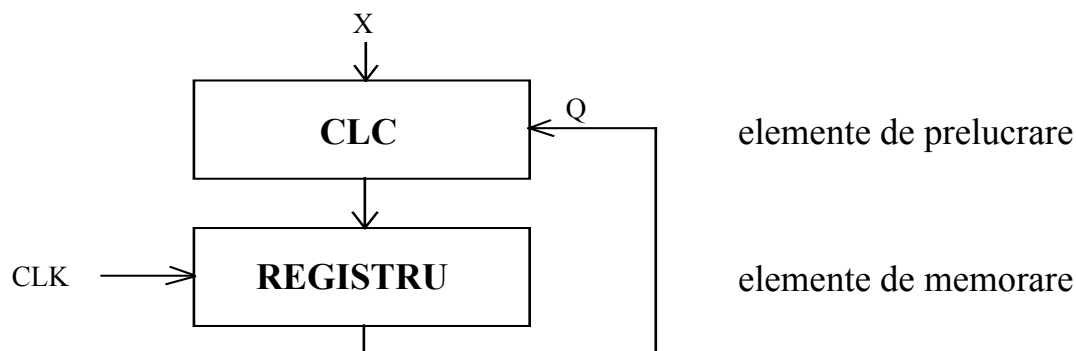 X
Q
CLC
elemente de prelucrare
CLK
REGISTRU
elemente de memorare